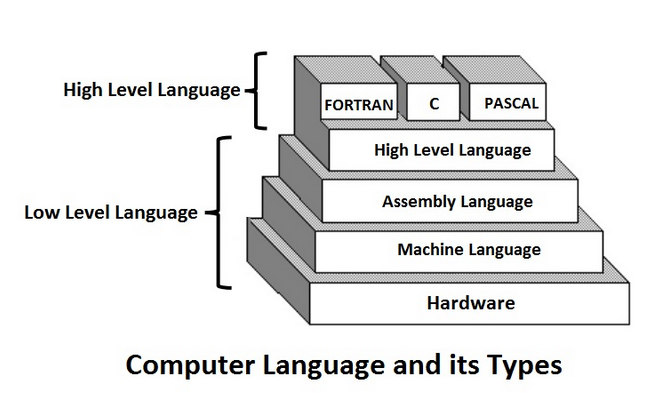 High Level Language
FORTRAN
C
PASCAL
High Level Language
Low Level Language
Assembly Language
Machine Language
Hardware
Computer Language and its Types